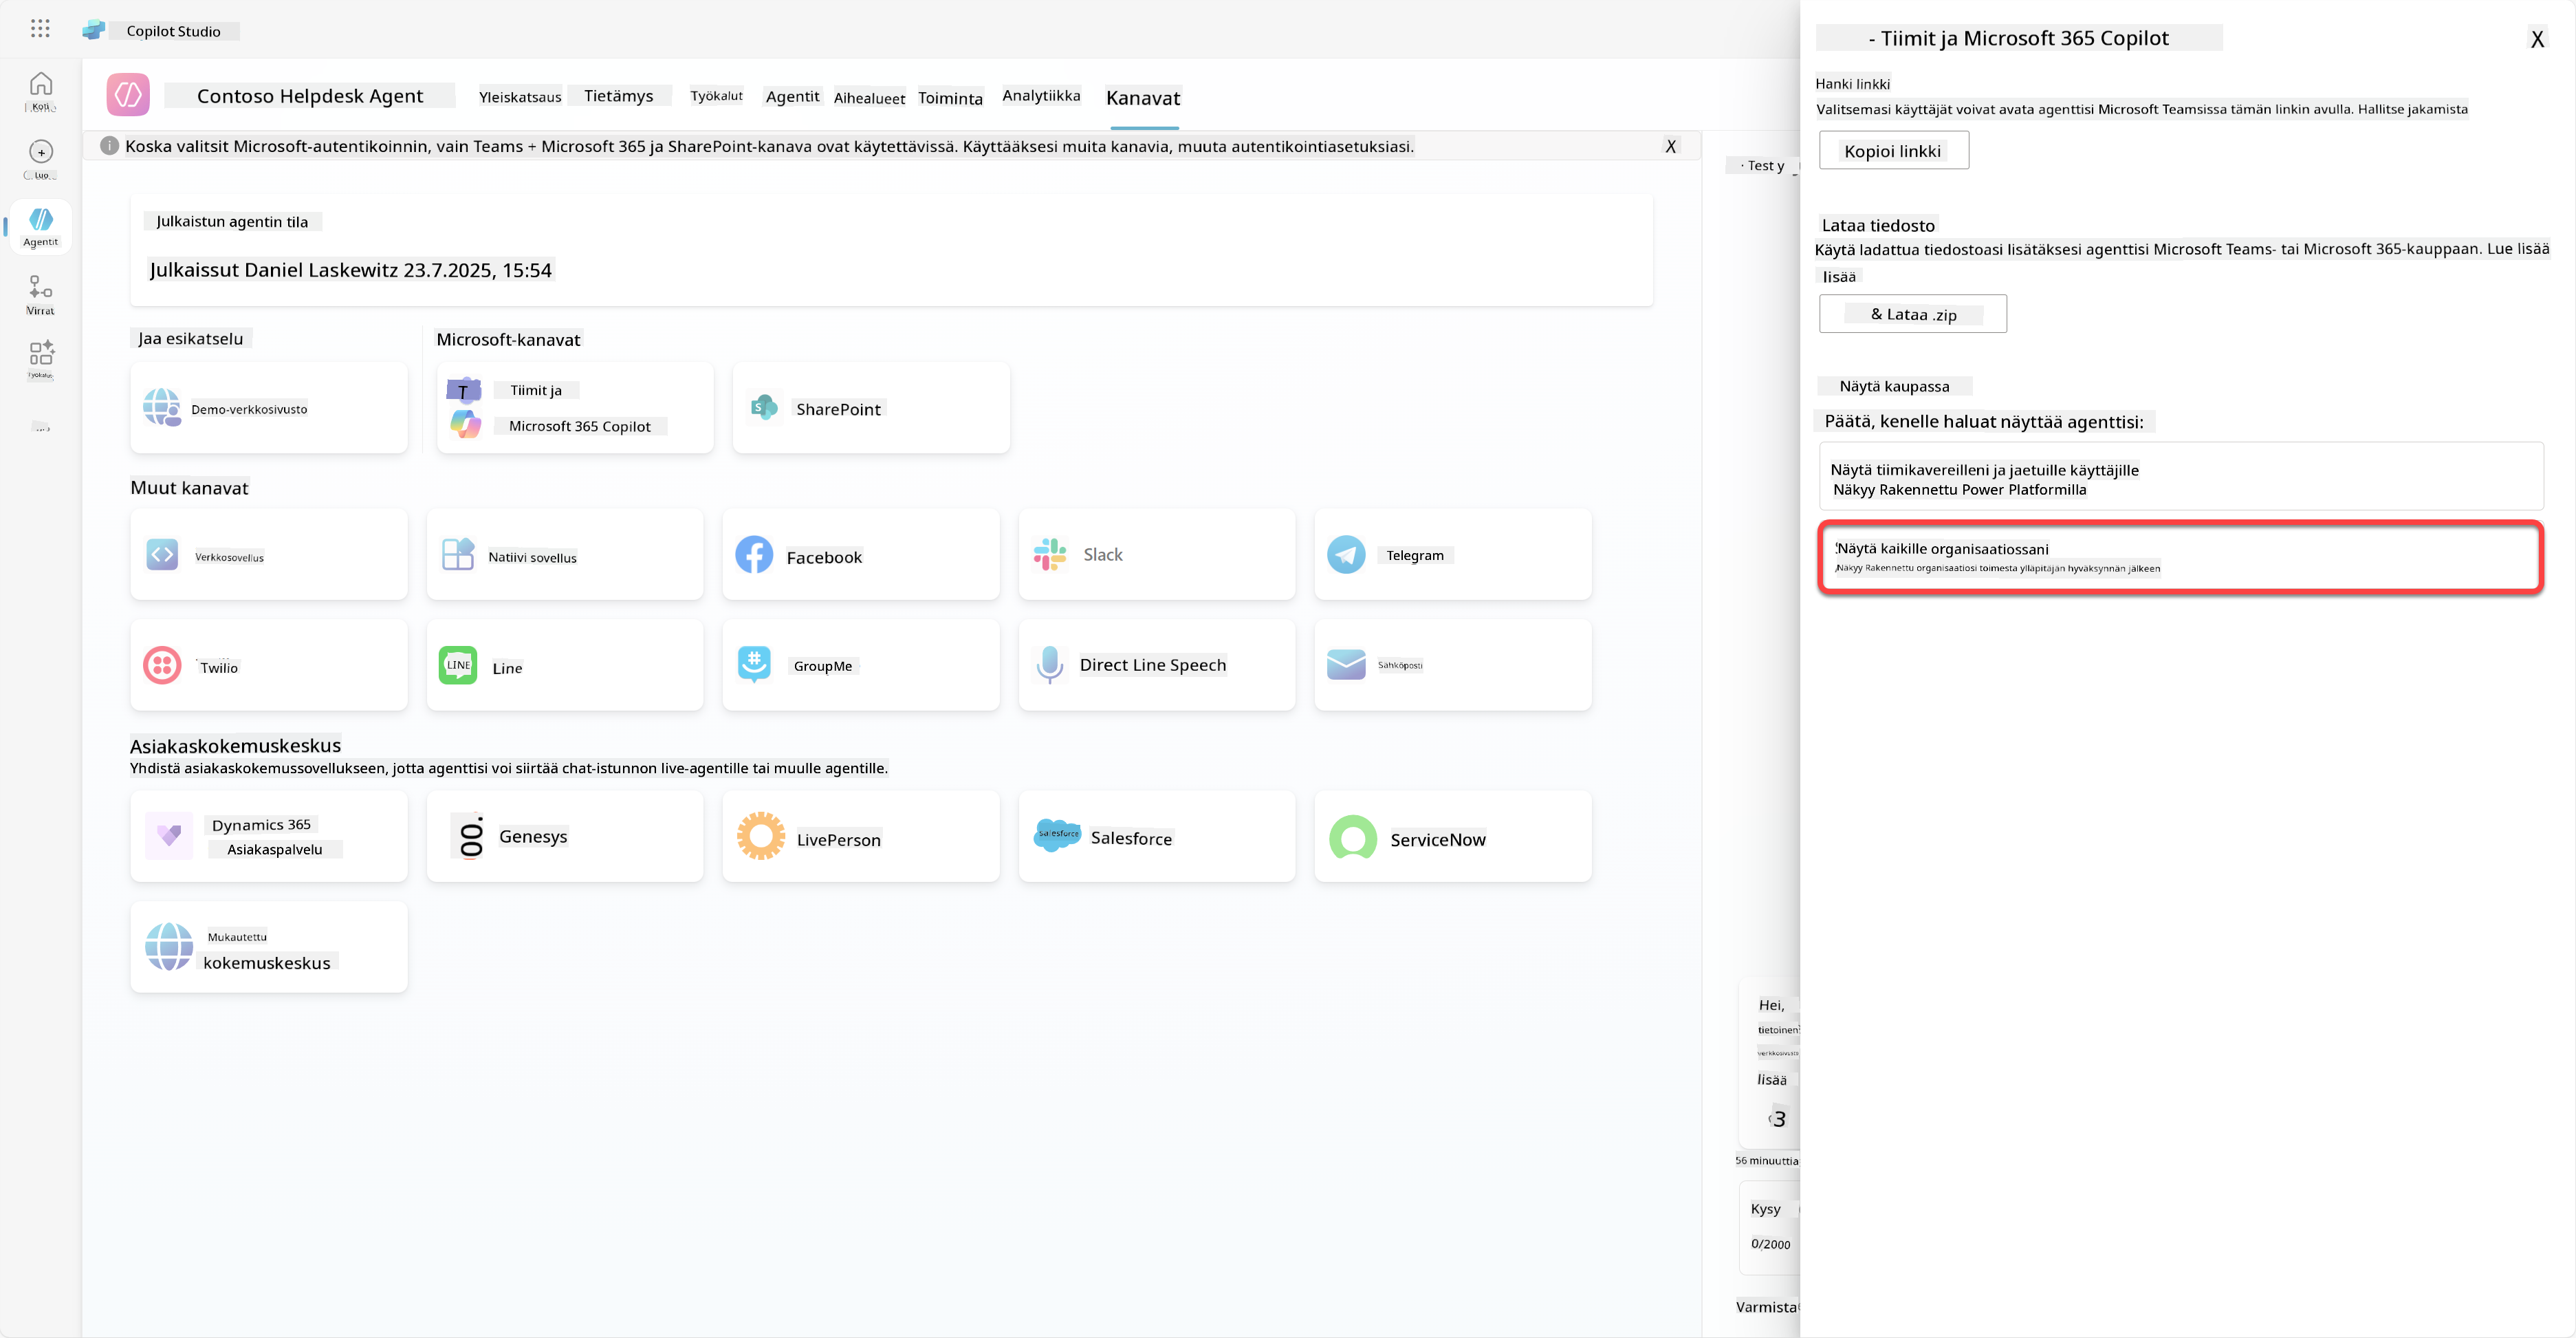 Copilot Studio
Koti
Luo
Agentit
Virrat
Työkalut
Contoso Helpdesk Agent
Yleiskatsaus
Tietämys
Työkalut
Agentit
Aihealueet
Toiminta
Analytiikka
Kanavat
Koska valitsit Microsoft-autentikoinnin, vain Teams + Microsoft 365 ja SharePoint-kanava ovat käytettävissä. Käyttääksesi muita kanavia, muuta autentikointiasetuksiasi.
X
Julkaistun agentin tila
Julkaissut Daniel Laskewitz 23.7.2025, 15:54
Jaa esikatselu
Demo-verkkosivusto
Microsoft-kanavat
T
Tiimit ja
Microsoft 365 Copilot
SharePoint
Muut kanavat
Verkkosovellus
Natiivi sovellus
Facebook
Slack
Telegram
Twilio
LINE
Line
GroupMe
Direct Line Speech
Sähköposti
Asiakaskokemuskeskus
Yhdistä asiakaskokemussovellukseen, jotta agenttisi voi siirtää chat-istunnon live-agentille tai muulle agentille.
Dynamics 365
Asiakaspalvelu
Genesys
LivePerson
salesforce
Salesforce
ServiceNow
Mukautettu
kokemuskeskus
· Test y
Hei,
tietoinen
verkkosivusto
lisää
3
56 minuuttia
Kysy
0/2000
Varmista
- Tiimit ja Microsoft 365 Copilot
X
Hanki linkki
Valitsemasi käyttäjät voivat avata agenttisi Microsoft Teamsissa tämän linkin avulla. Hallitse jakamista
Kopioi linkki
Lataa tiedosto
Käytä ladattua tiedostoasi lisätäksesi agenttisi Microsoft Teams- tai Microsoft 365-kauppaan. Lue lisää
lisää
& Lataa .zip
Näytä kaupassa
Päätä, kenelle haluat näyttää agenttisi:
Näytä tiimikavereilleni ja jaetuille käyttäjille
Näkyy Rakennettu Power Platformilla
Näytä kaikille organisaatiossani
Näkyy Rakennettu organisaatiosi toimesta ylläpitäjän hyväksynnän jälkeen